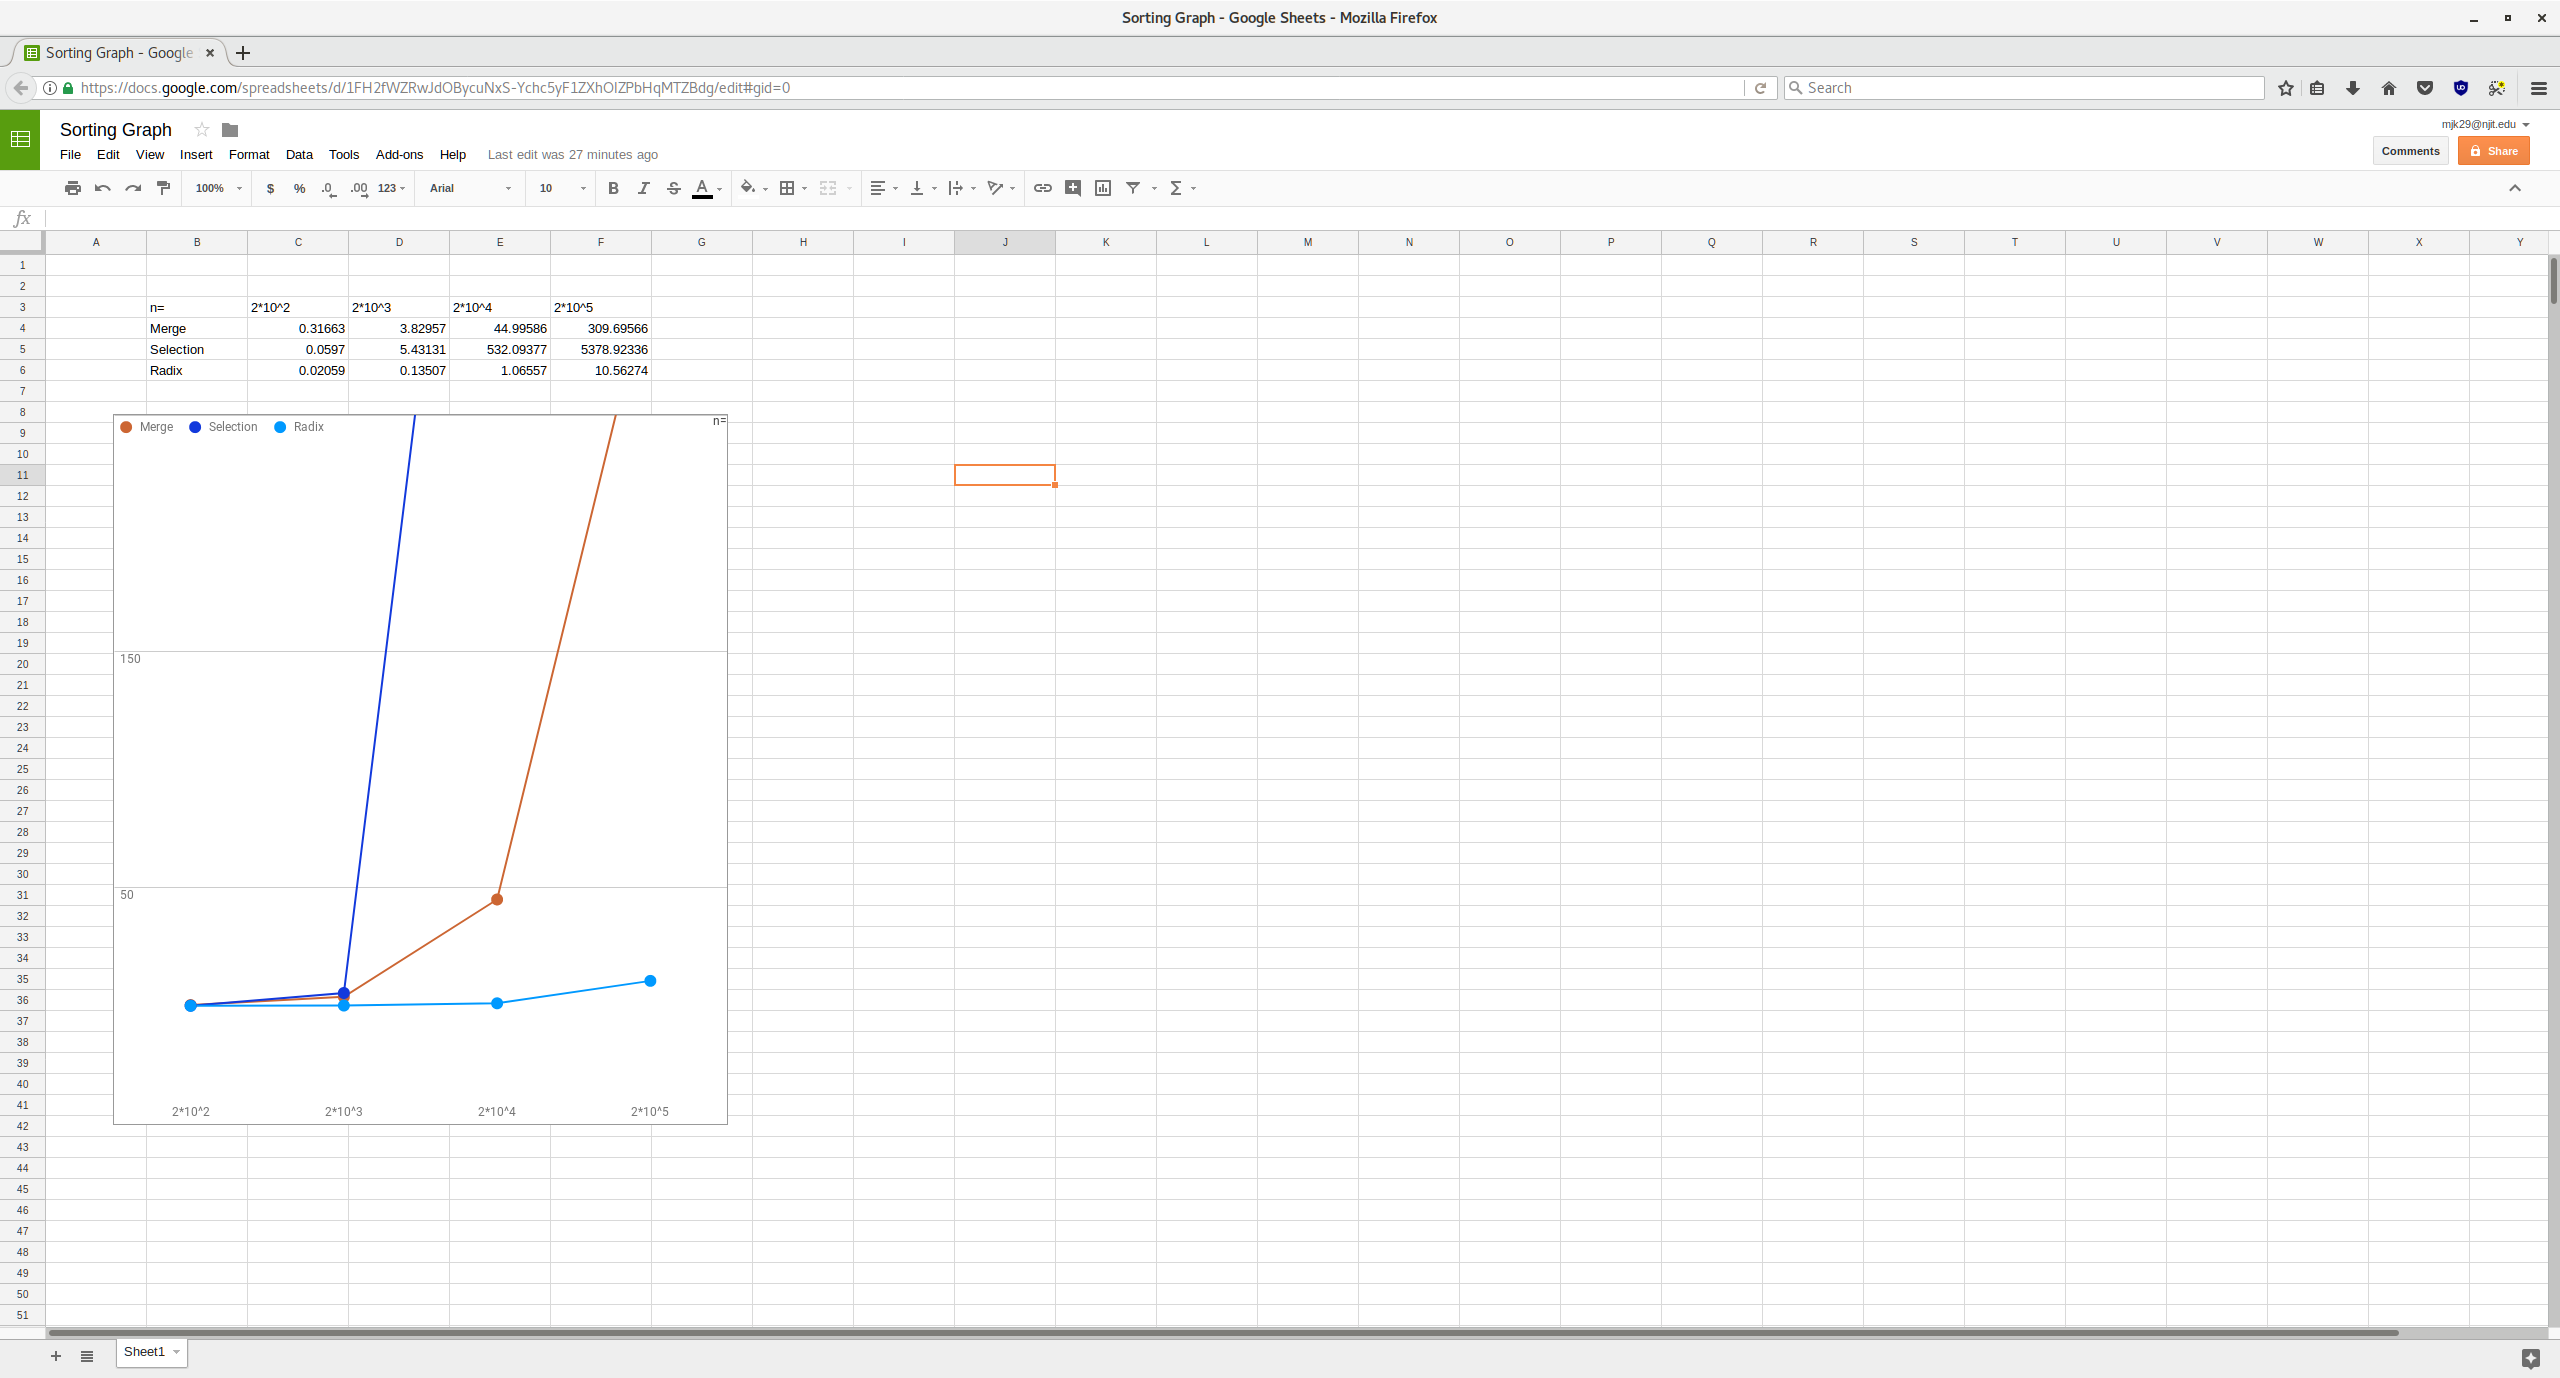 Sorting Graph - Google Sheets - Mozilla Firefox
Sorting Graph - Google
https://docs.google.com/spreadsheets/d/1FH2fWZRwJdOBycuNxS-Ychc5yF1ZXhOIZPbHqMTZBdg/edit#gid=0
Search
Sorting Graph
mjk29@njit.edu
File Edit View Insert Format Data Tools Add-ons Help Last edit was 27 minutes ago
Comments Share
100% $ % .0 .00 123 Arial 10 B I S A Σ
fx
A B C D E F G H I J K L M N O P Q R S T U V W X Y
1
2
3 n= 2*10^2 2*10^3 2*10^4 2*10^5
4 Merge 0.31663 3.82957 44.99586 309.69566
5 Selection 0.0597 5.43131 532.09377 5378.92336
6 Radix 0.02059 0.13507 1.06557 10.56274
7
8
9
10
11
12
13
14
15
16
17
18
19
20
21
22
23
24
25
26
27
28
29
30
31
32
33
34
35
36
37
38
39
40
41
42
43
44
45
46
47
48
49
50
51
n=
Merge Selection Radix
150
50
2*10^2 2*10^3 2*10^4 2*10^5
Sheet1